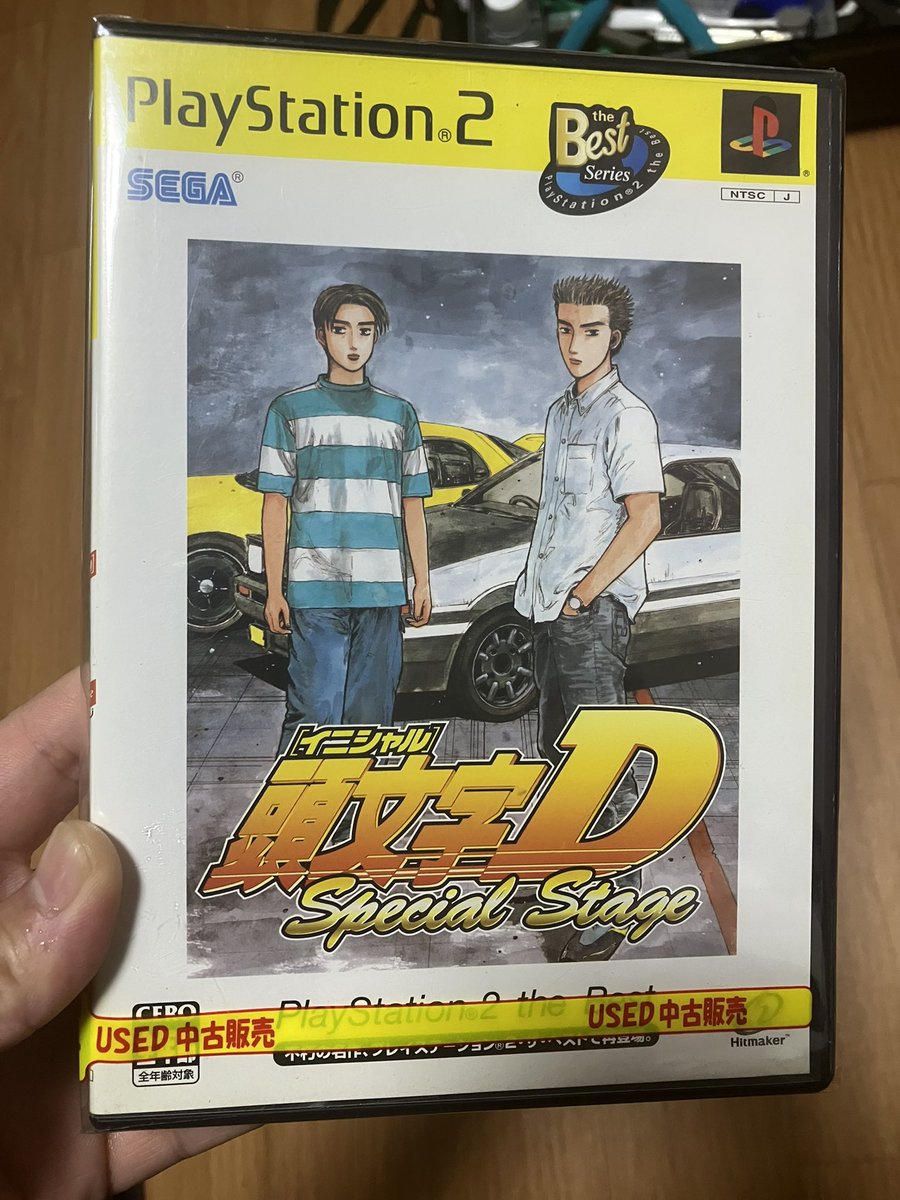 PlayStation®2
the Best Series
PlayStation®2 the Best
NTSC J
SEGA®
[イニシャル]
頭文字D
Special Stage
CERO
PlayStation®2 the Best
USED 中古販売
USED 中古販売
全年齢対象
Hitmaker™